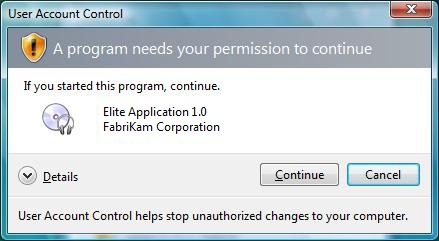 User Account Control
A program needs your permission to continue
If you started this program, continue.
Elite Application 1.0
FabriKam Corporation
Details
Continue
Cancel
User Account Control helps stop unauthorized changes to your computer.